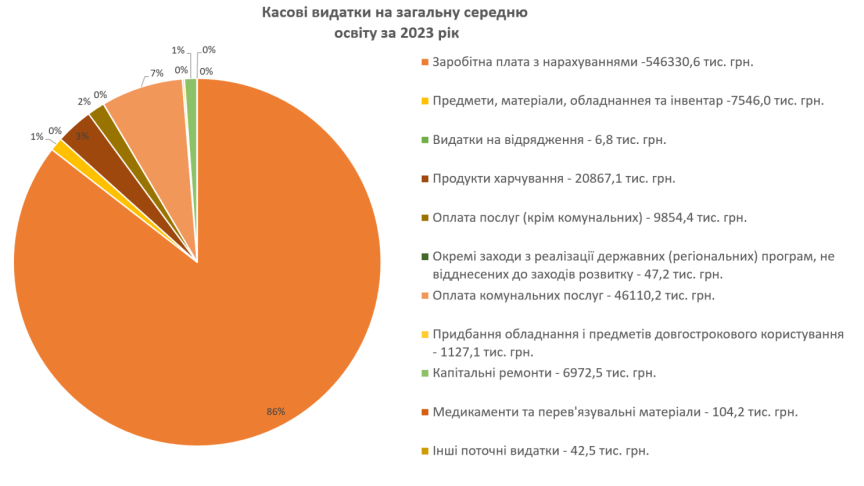 Касові видатки на загальну середню
освіту за 2023 рік
1%
0%
7%
0%
0%
2%
0%
1%
0%
3%
86%
Заробітна плата з нарахуваннями -546330,6 тис. грн.
Предмети, матеріали, обладнаннея та інвентар -7546,0 тис. грн.
Видатки на відрядження - 6,8 тис. грн.
Продукти харчування - 20867,1 тис. грн.
Оплата послуг (крім комунальних) - 9854,4 тис. грн.
Окремі заходи з реалізації державних (регіональних) програм, не
відднесених до заходів розвитку - 47,2 тис. грн.
Оплата комунальних послуг - 46110,2 тис. грн.
Придбання обладнання і предметів довгострокового користування
- 1127,1 тис. грн.
Капітальні ремонти - 6972,5 тис. грн.
Медикаменти та перев'язувальні матеріали - 104,2 тис. грн.
Інші поточні видатки - 42,5 тис. грн.